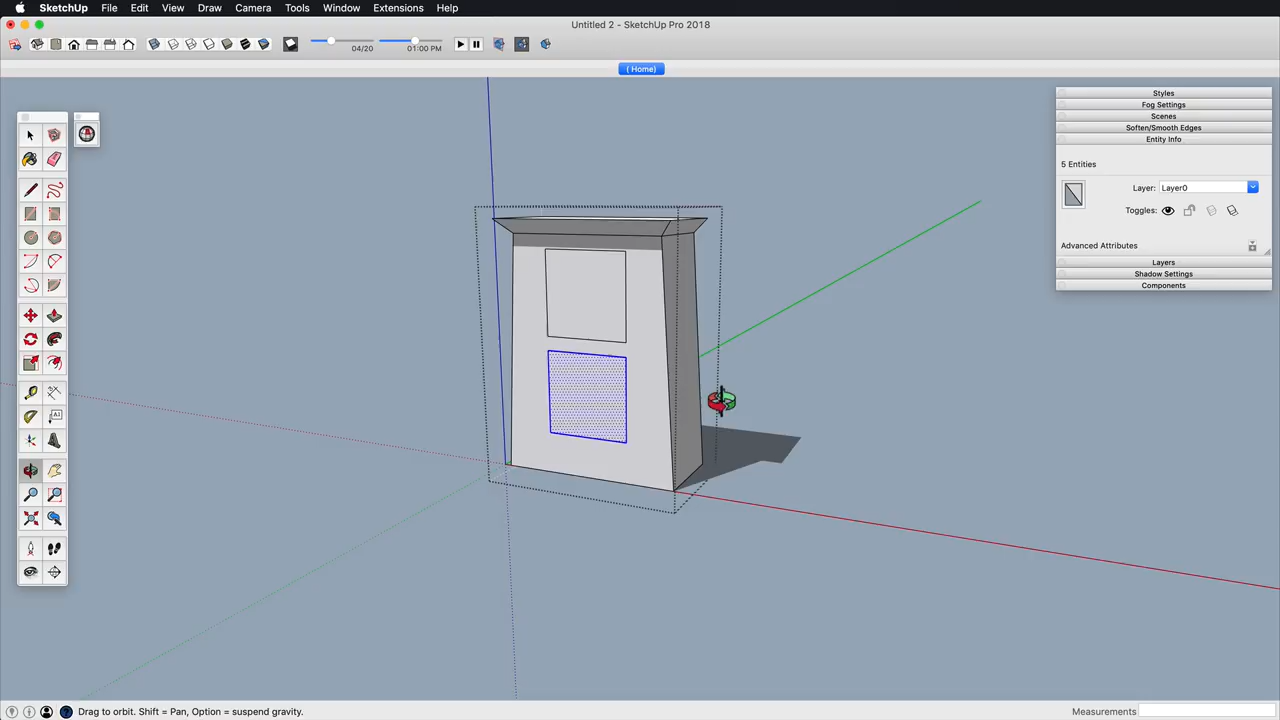 SketchUp File Edit View Draw Camera Tools Window Extensions Help
Untitled 2 - SketchUp Pro 2018
04/20 01:00 PM
( Home)
Styles
Fog Settings
Scenes
Soften/Smooth Edges
Entity Info
5 Entities
Layer: Layer0
Toggles:
Advanced Attributes
Layers
Shadow Settings
Components
Drag to orbit. Shift = Pan, Option = suspend gravity.
Measurements